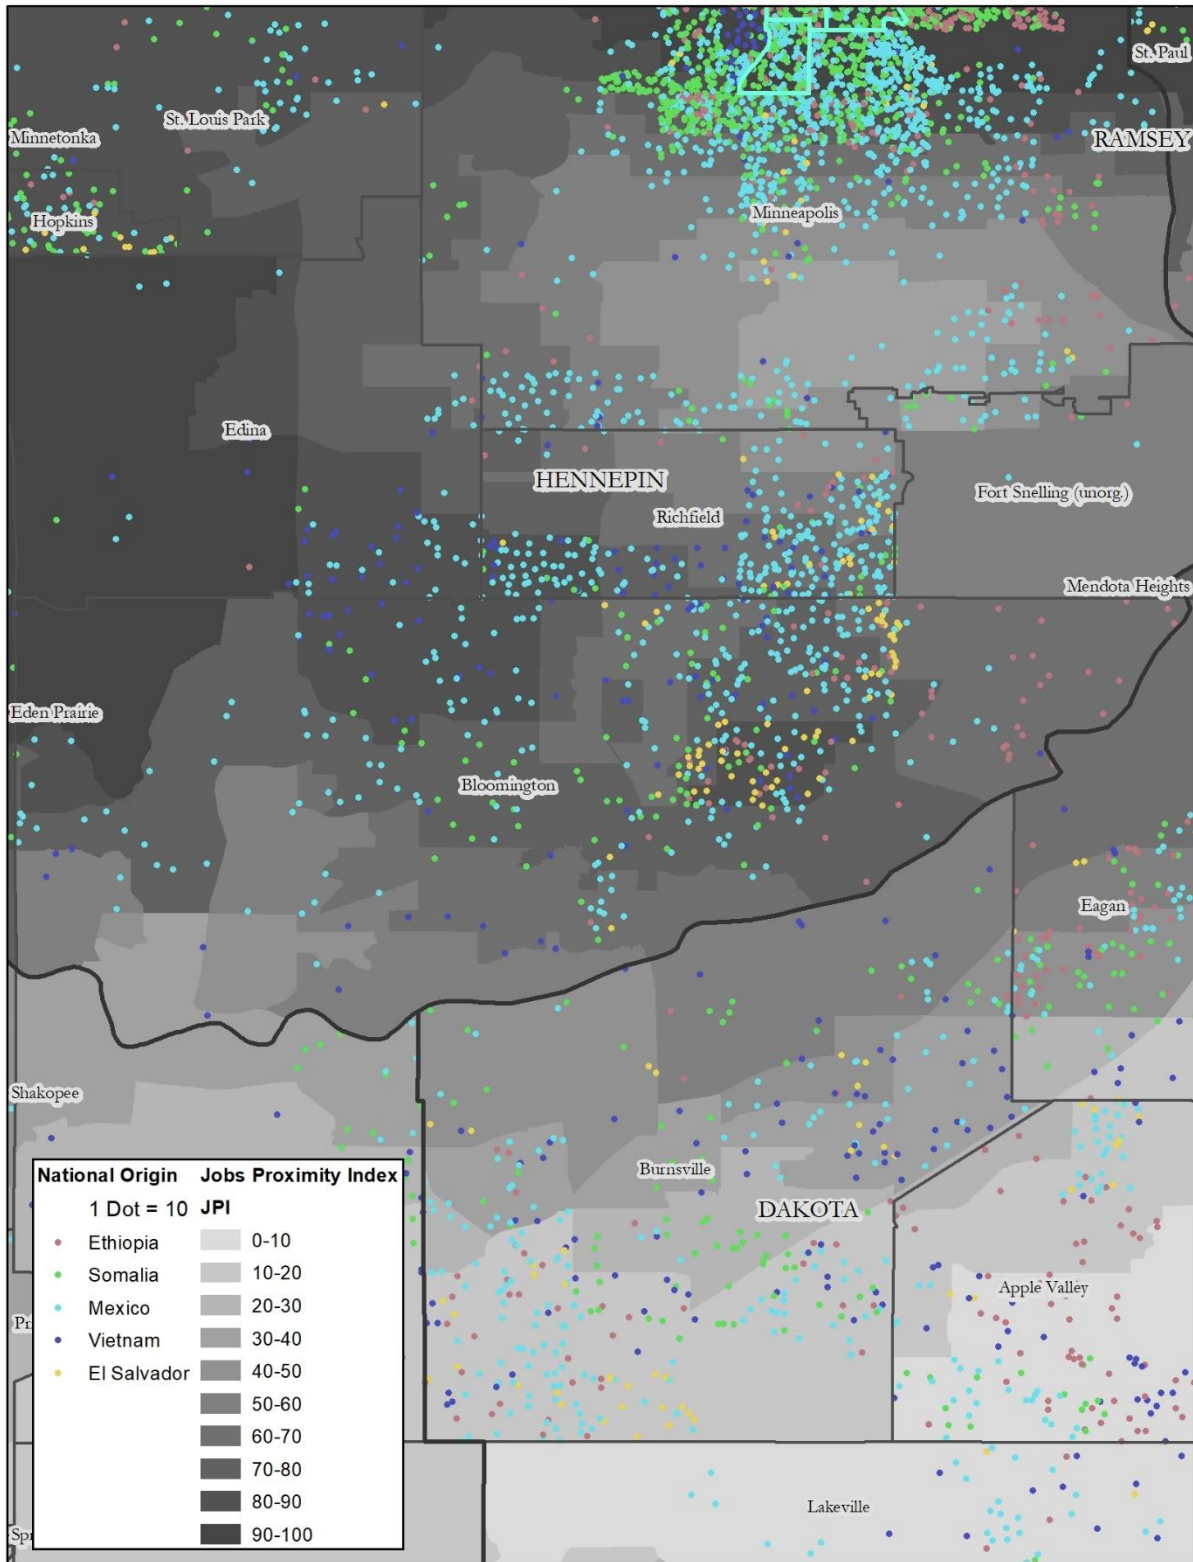 St. Paul
St. Louis Park
Minnetonka
RAMSEY
Hopkins
Minneapolis
Edina
HENNEPIN
Fort Snelling (unorg.)
Richfield
Mendota Heights
Eden Prairie
Bloomington
Eagan
Shakopee
Burnsville
DAKOTA
Apple Valley
Lakeville
Pri
Spr
National Origin Jobs Proximity Index
1 Dot = 10 JPI
Ethiopia 0-10
Somalia 10-20
Mexico 20-30
Vietnam 30-40
El Salvador 40-50
50-60
60-70
70-80
80-90
90-100